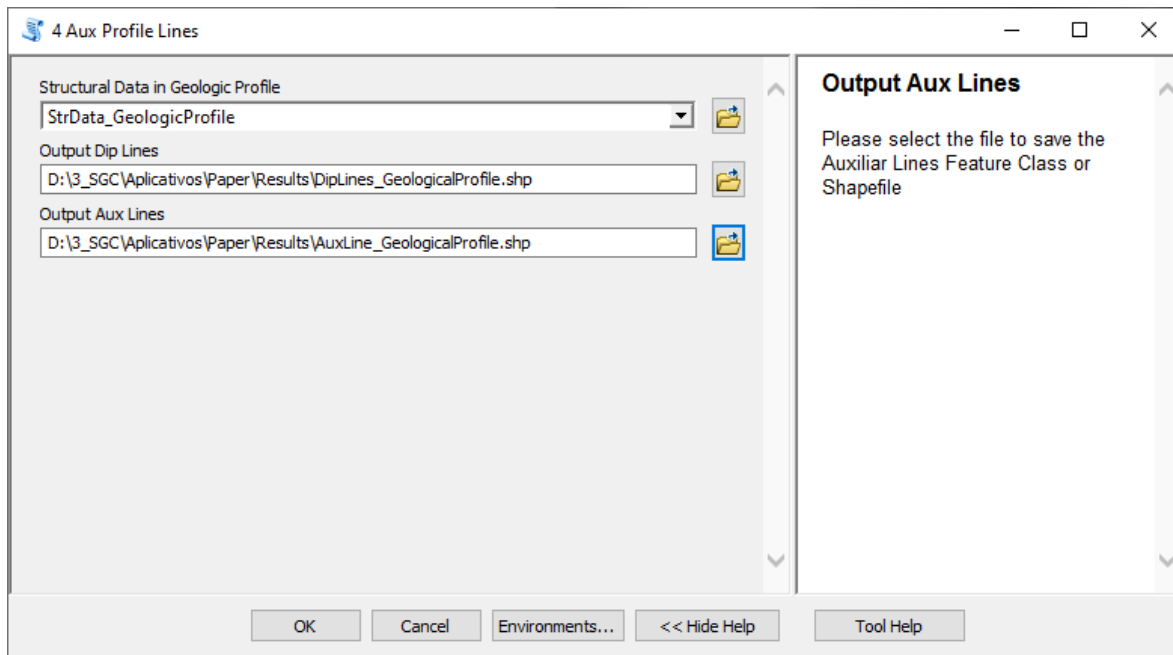 4 Aux Profile Lines
Structural Data in Geologic Profile
StrData_GeologicProfile
Output Dip Lines
D:\3_SGC\Aplicativos\Paper\Results\DipLines_GeologicalProfile.shp
Output Aux Lines
D:\3_SGC\Aplicativos\Paper\Results\AuxLine_GeologicalProfile.shp
Output Aux Lines
Please select the file to save the
Auxiliar Lines Feature Class or
Shapefile
OK
Cancel
Environments...
<< Hide Help
Tool Help